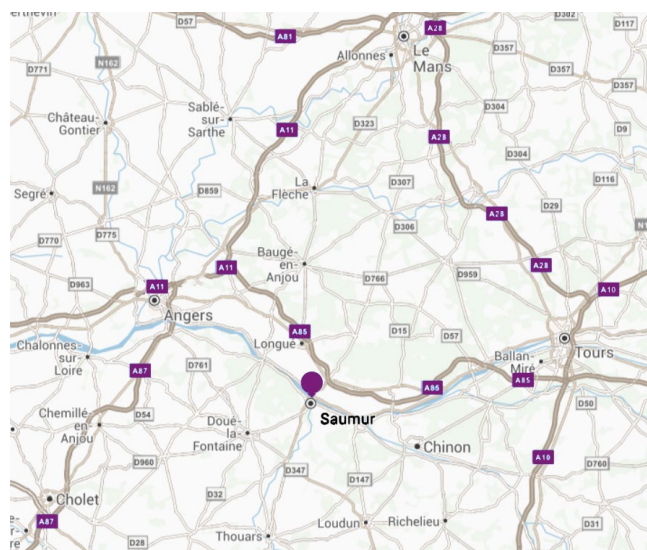 D57
A81
A28
D302
D117
N162
Allonnes
Le
Mans
D357
D771
D357
D357
Château-
Gontier
Sablé-
sur-
Sarthe
A11
D323
D304
A28
D9
D304
N162
D859
La
Flèche
D307
D116
Segré
D29
D306
A28
D770
D775
Baugé-
en-
Anjou
A11
D766
D959
A28
D963
A11
A10
Angers
A85
D15
D57
Longué
Tours
Chalonnes-
sur-
Loire
D761
Ballan-
Miré
A87
A85
A85
Chemillé-
en-
Anjou
D54
Doué-
la-
Fontaine
Saumur
D50
Chinon
D960
D347
A10
D760
D147
Cholet
D32
A87
Thouars
Loudun
Richelieu
D31
D28